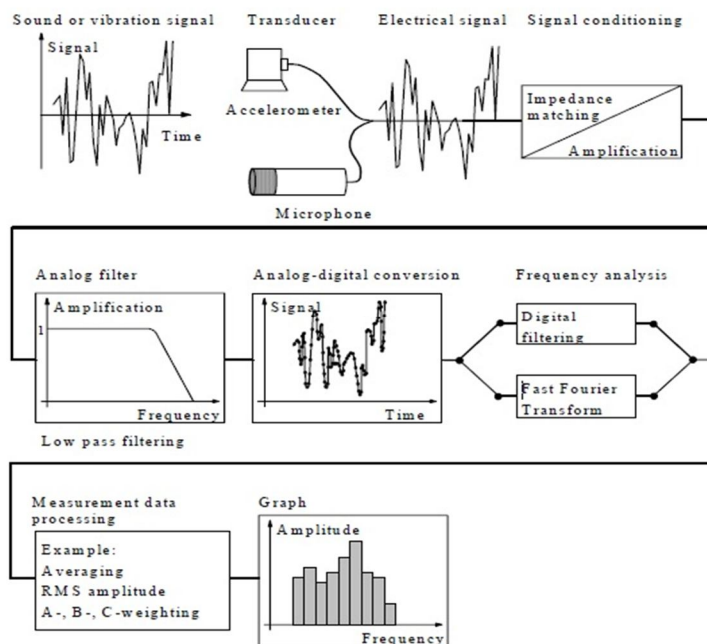 Sound or vibration signal
Transducer
Electrical signal
Signal conditioning
Signal
Time
Accelerometer
Microphone
Impedance
matching
Amplification
Analog filter
Analog-digital conversion
Frequency analysis
Amplification
1
Frequency
Low pass filtering
Signal
Time
Digital
filtering
Fast Fourier
Transform
Measurement data
processing
Graph
Example:
Averaging
RMS amplitude
A-, B-, C-weighting
Amplitude
Frequency